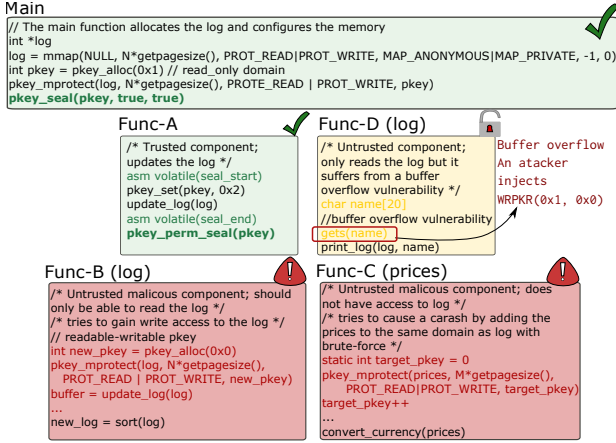 Main
// The main function allocates the log and configures the memory
int *log
log = mmap(NULL, N*getpagesize(), PROT_READ|PROT_WRITE, MAP_ANONYMOUS|MAP_PRIVATE, -1, 0)
int pkey = pkey_alloc(0x1) // read_only domain
pkey_mprotect(log, N*getpagesize(), PROTE_READ | PROT_WRITE, pkey)
pkey_seal(pkey, true, true)
Func-A
/* Trusted component;
updates the log */
asm volatile(seal_start)
pkey_set(pkey, 0x2)
update_log(log)
asm volatile(seal_end)
pkey_perm_seal(pkey)
Func-D (log)
/* Untrusted component;
only reads the log but it
suffers from a buffer
overflow vulnerability */
char name[20]
//buffer overflow vulnerability
gets(name)
print_log(log, name)
Buffer overflow
An atacker
injects
WRPKR(0x1, 0x0)
Func-B (log)
/* Untrusted malicous component; should
only be able to read the log */
/* tries to gain write access to the log */
// readable-writable pkey
int new_pkey = pkey_alloc(0x0)
pkey_mprotect(log, N*getpagesize(),
PROT_READ | PROT_WRITE, new_pkey)
buffer = update_log(log)
...
new_log = sort(log)
Func-C (prices)
/* Untrusted malicous component; does
not have access to log */
/* tries to cause a carash by adding the
prices to the same domain as log with
brute-force */
static int target_pkey = 0
pkey_mprotect(prices, M*getpagesize(),
PROT_READ|PROT_WRITE, target_pkey)
target_pkey++
...
convert_currency(prices)